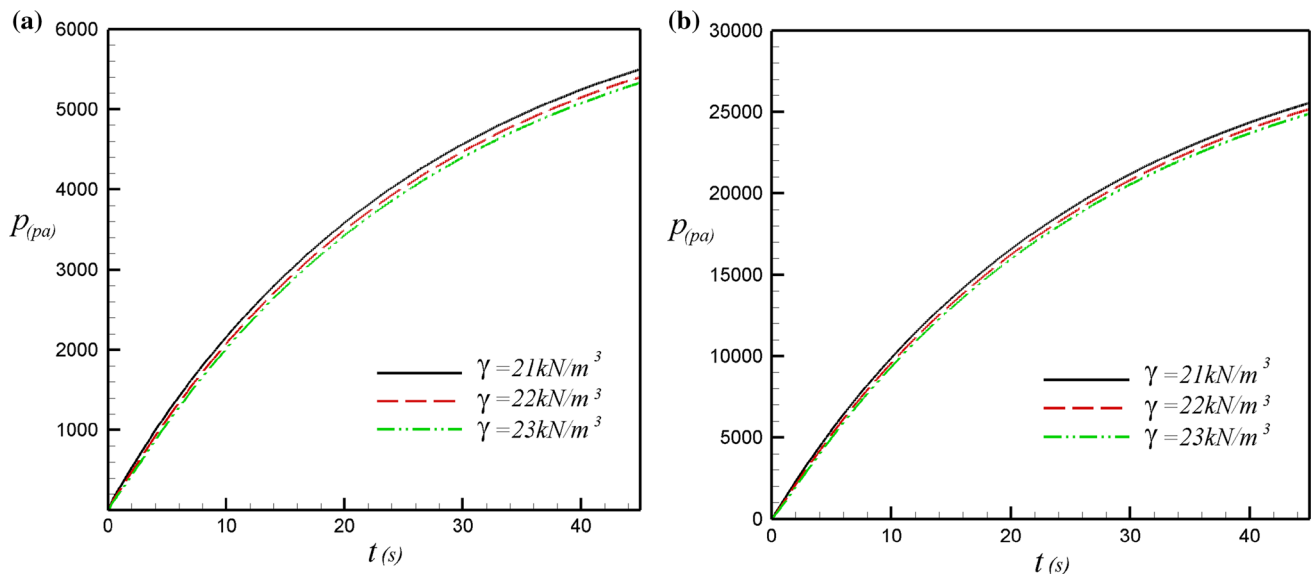 (a)
6000
5000
4000
3000
2000
1000
p(pa)
γ =21kN/m³
γ =22kN/m³
γ =23kN/m³
0 10 20 30 40
t (s)
(b)
30000
25000
20000
15000
10000
5000
0
p(pa)
γ =21kN/m³
γ =22kN/m³
γ =23kN/m³
0 10 20 30 40
t (s)